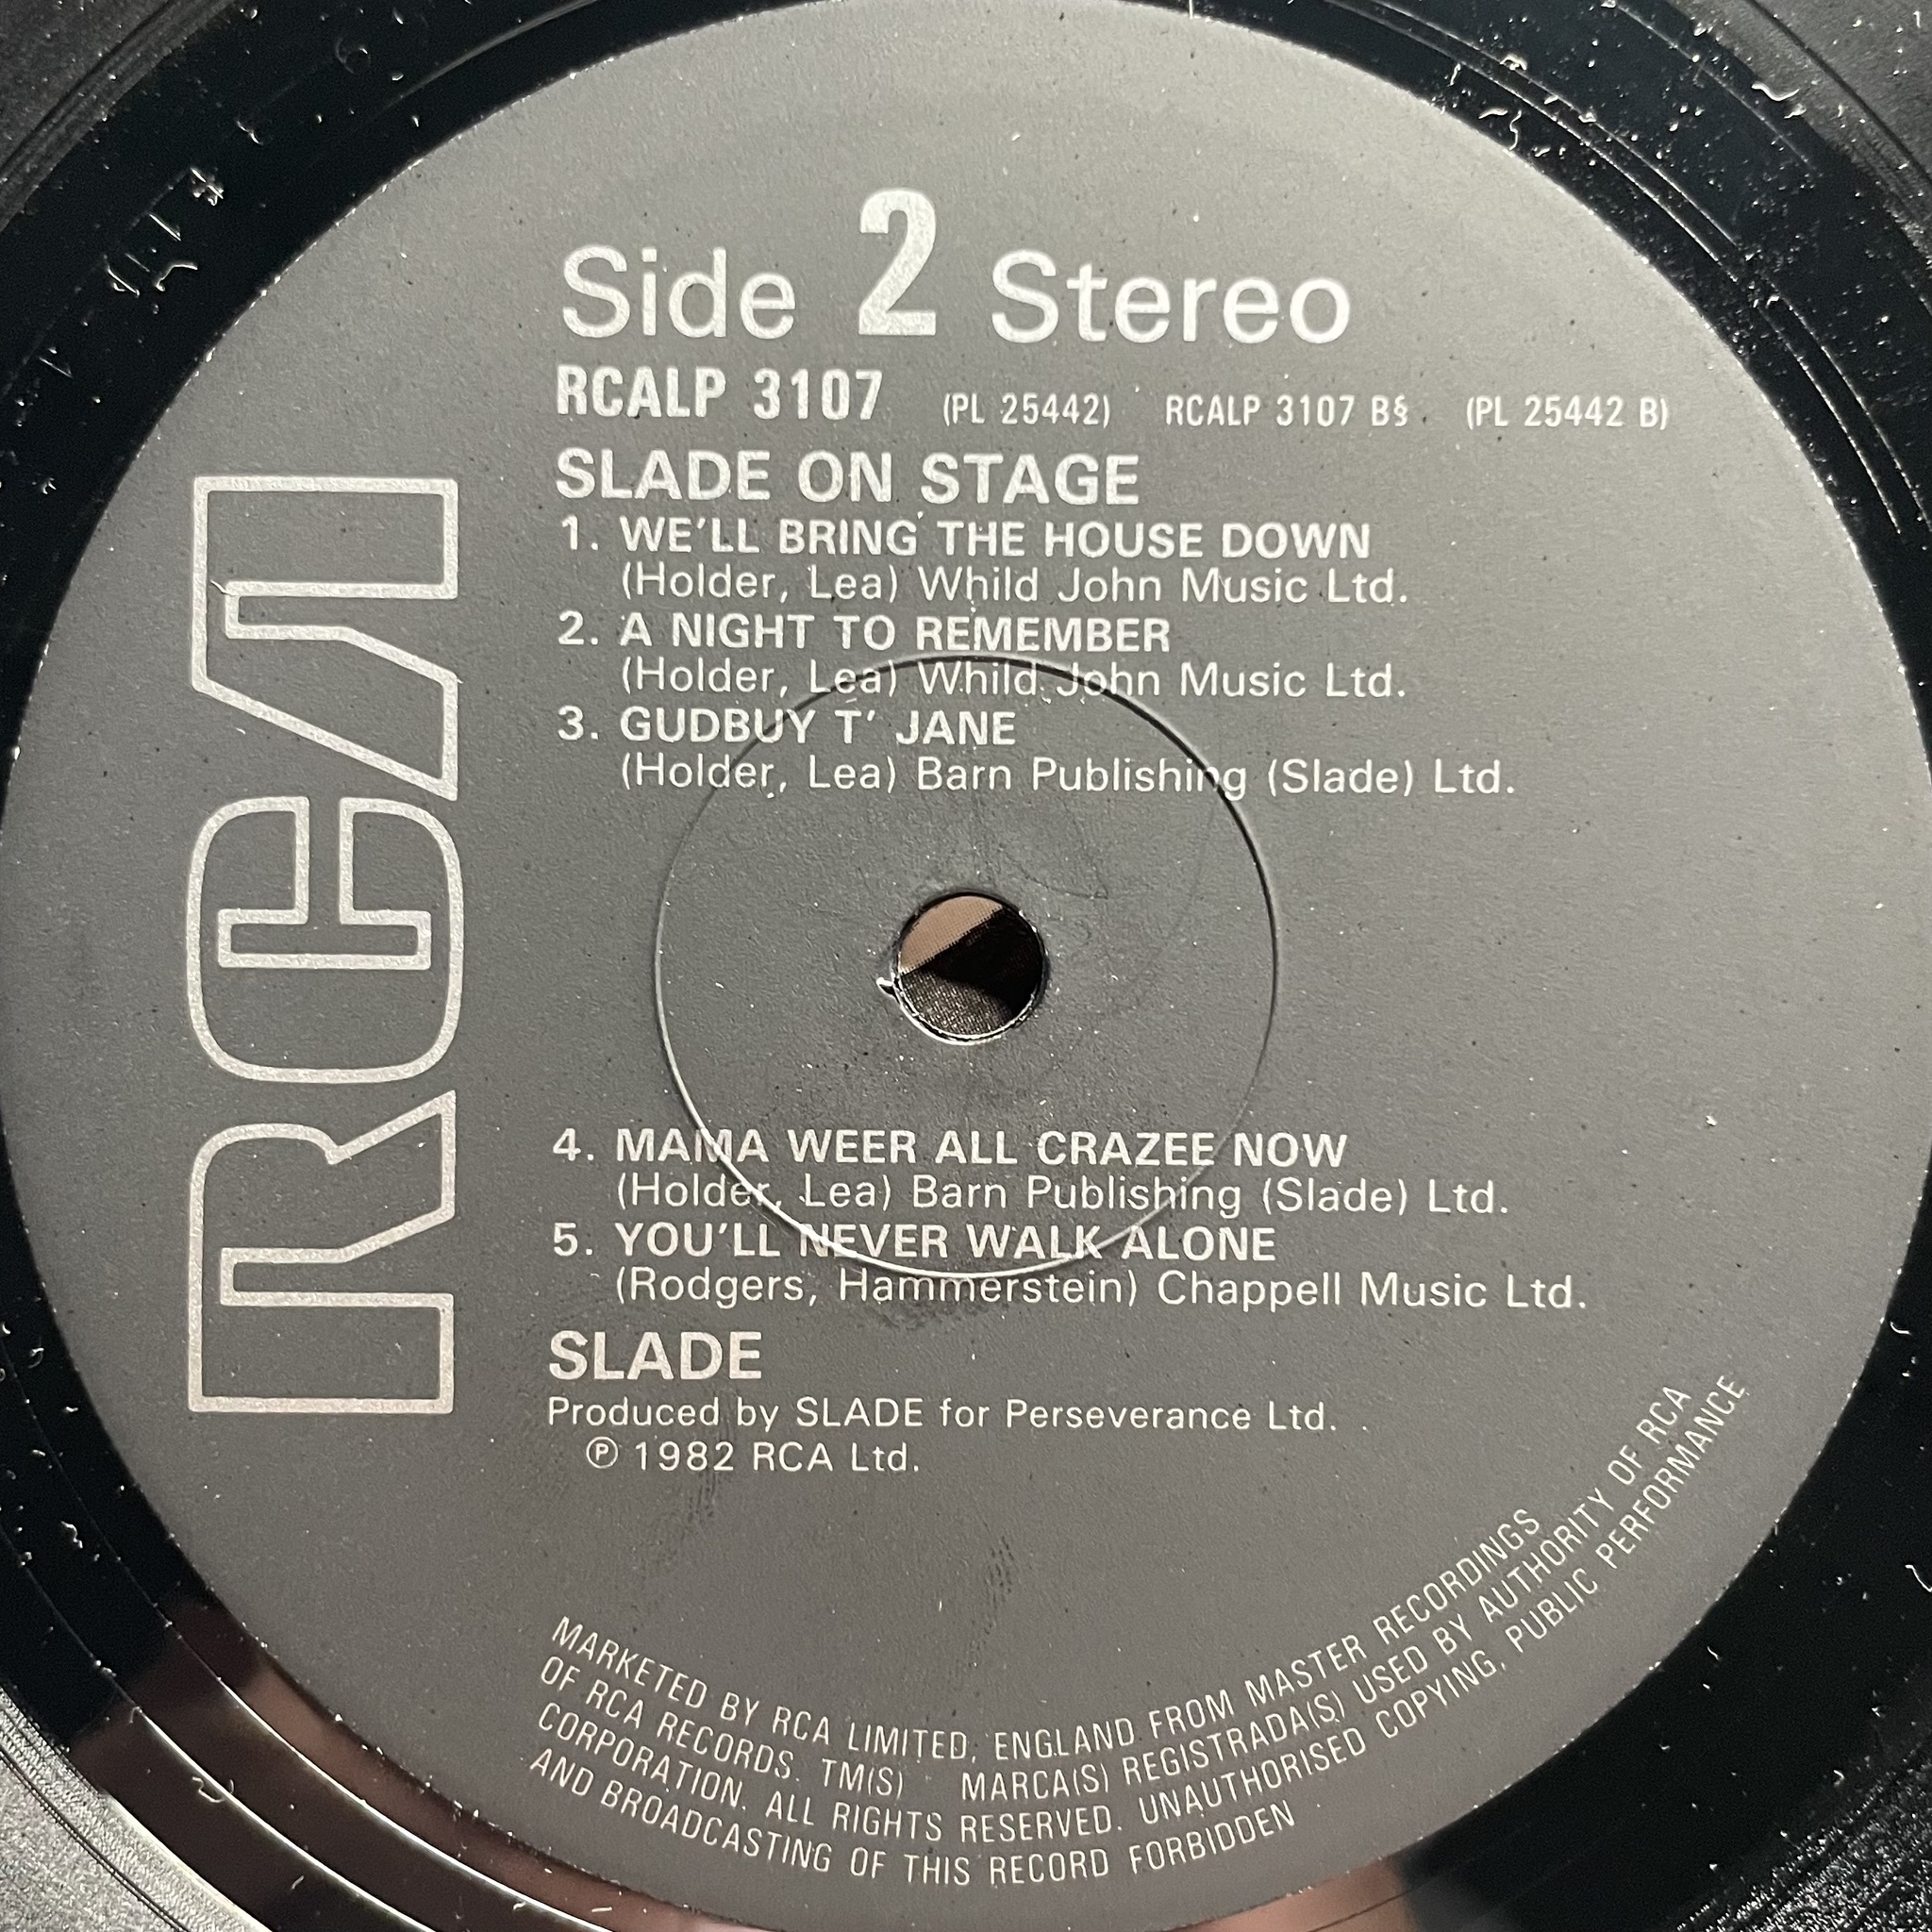 Side 2 Stereo
RCALP 3107 (PL 25442) RCALP 3107 B§ (PL 25442 B)
SLADE ON STAGE
1. WE'LL BRING THE HOUSE DOWN
(Holder, Lea) Whild John Music Ltd.
2. A NIGHT TO REMEMBER
(Holder, Lea) Whild John Music Ltd.
3. GUDBUY T' JANE
(Holder, Lea) Barn Publishing (Slade) Ltd.
4. MAMA WEER ALL CRAZEE NOW
(Holder, Lea) Barn Publishing (Slade) Ltd.
5. YOU'LL NEVER WALK ALONE
(Rodgers, Hammerstein) Chappell Music Ltd.
SLADE
Produced by SLADE for Perseverance Ltd.
℗ 1982 RCA Ltd.
RCA
MARKETED BY RCA LIMITED, ENGLAND FROM MASTER RECORDINGS
OF RCA RECORDS. TM(S) MARCA(S) REGISTRADA(S) USED BY AUTHORITY OF RCA
CORPORATION. ALL RIGHTS RESERVED. UNAUTHORISED COPYING, PUBLIC PERFORMANCE
AND BROADCASTING OF THIS RECORD FORBIDDEN